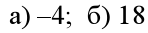 а) –4;  б) 18